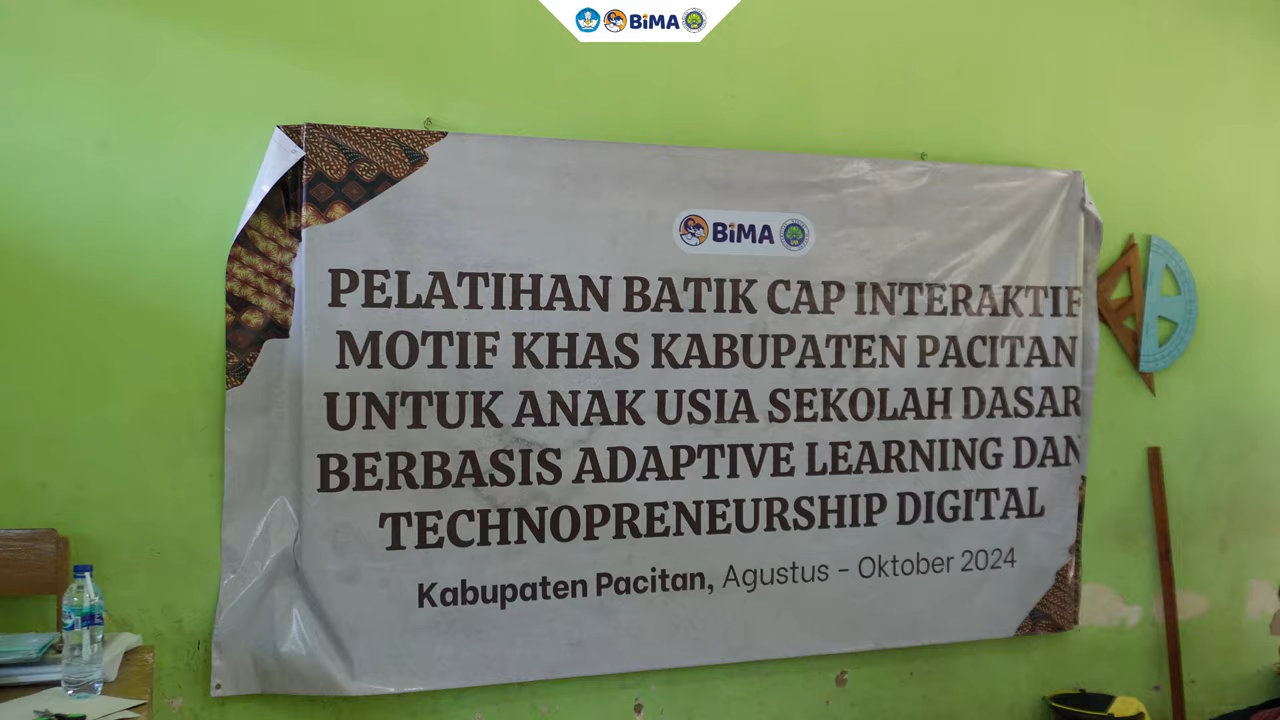 BiMA
BiMA
PELATIHAN BATIK CAP INTERAKTIF
MOTIF KHAS KABUPATEN PACITAN
UNTUK ANAK USIA SEKOLAH DASAR
BERBASIS ADAPTIVE LEARNING DAN
TECHNOPRENEURSHIP DIGITAL
Kabupaten Pacitan, Agustus - Oktober 2024